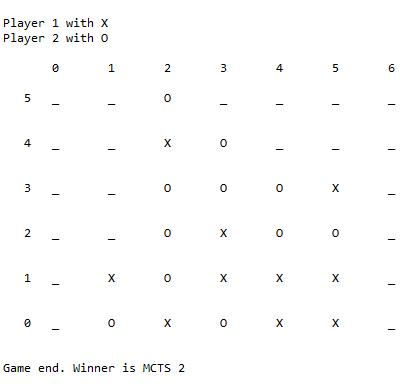 Player 1 with X
Player 2 with O
0 1 2 3 4 5 6
5 _ _ O _ _ _ _
4 _ _ X O _ _ _
3 _ _ O O O X _
2 _ _ O X O O _
1 _ X O X X X _
0 _ O X O X X _
Game end. Winner is MCTS 2